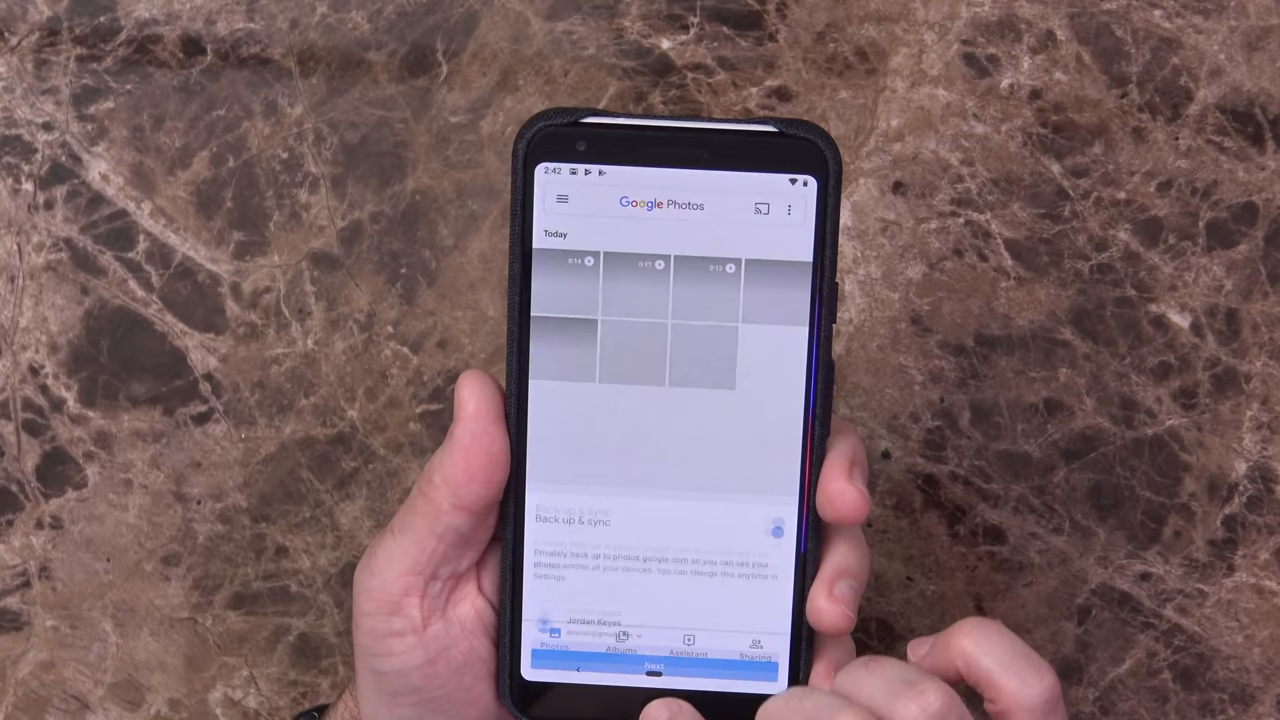 2:42
Google Photos
Today
0:14
0:17
0:13
Back up & sync
Back up & sync
Privately back up to photos.google.com so you can see your
photos across all your devices. You can change this anytime in
Settings
Jordan Keyes
Photos
Albums
Assistant
Sharing
Next